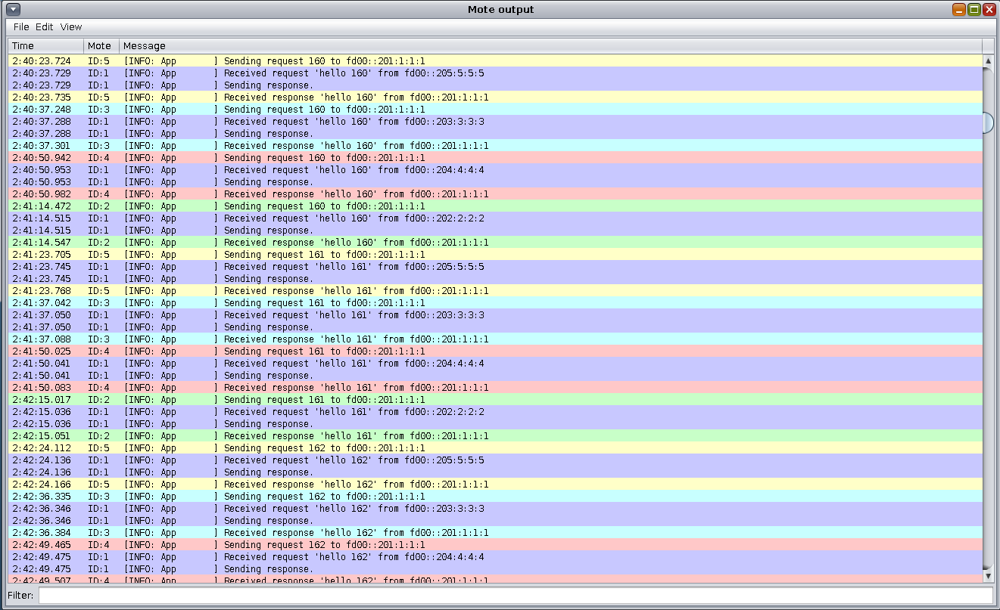 Mote output
File Edit View
Time Mote Message
2:40:23.724 ID:5 [INFO: App ] Sending request 160 to fd00::201:1:1:1
2:40:23.729 ID:1 [INFO: App ] Received request 'hello 160' from fd00::205:5:5:5
2:40:23.729 ID:1 [INFO: App ] Sending response.
2:40:23.735 ID:5 [INFO: App ] Received response 'hello 160' from fd00::201:1:1:1
2:40:37.248 ID:3 [INFO: App ] Sending request 160 to fd00::201:1:1:1
2:40:37.288 ID:1 [INFO: App ] Received request 'hello 160' from fd00::203:3:3:3
2:40:37.288 ID:1 [INFO: App ] Sending response.
2:40:37.301 ID:3 [INFO: App ] Received response 'hello 160' from fd00::201:1:1:1
2:40:50.942 ID:4 [INFO: App ] Sending request 160 to fd00::201:1:1:1
2:40:50.953 ID:1 [INFO: App ] Received request 'hello 160' from fd00::204:4:4:4
2:40:50.953 ID:1 [INFO: App ] Sending response.
2:40:50.982 ID:4 [INFO: App ] Received response 'hello 160' from fd00::201:1:1:1
2:41:14.472 ID:2 [INFO: App ] Sending request 160 to fd00::201:1:1:1
2:41:14.515 ID:1 [INFO: App ] Received request 'hello 160' from fd00::202:2:2:2
2:41:14.515 ID:1 [INFO: App ] Sending response.
2:41:14.547 ID:2 [INFO: App ] Received response 'hello 160' from fd00::201:1:1:1
2:41:23.705 ID:5 [INFO: App ] Sending request 161 to fd00::201:1:1:1
2:41:23.745 ID:1 [INFO: App ] Received request 'hello 161' from fd00::205:5:5:5
2:41:23.745 ID:1 [INFO: App ] Sending response.
2:41:23.768 ID:5 [INFO: App ] Received response 'hello 161' from fd00::201:1:1:1
2:41:37.042 ID:3 [INFO: App ] Sending request 161 to fd00::201:1:1:1
2:41:37.050 ID:1 [INFO: App ] Received request 'hello 161' from fd00::203:3:3:3
2:41:37.050 ID:1 [INFO: App ] Sending response.
2:41:37.088 ID:3 [INFO: App ] Received response 'hello 161' from fd00::201:1:1:1
2:41:50.025 ID:4 [INFO: App ] Sending request 161 to fd00::201:1:1:1
2:41:50.041 ID:1 [INFO: App ] Received request 'hello 161' from fd00::204:4:4:4
2:41:50.041 ID:1 [INFO: App ] Sending response.
2:41:50.083 ID:4 [INFO: App ] Received response 'hello 161' from fd00::201:1:1:1
2:42:15.017 ID:2 [INFO: App ] Sending request 161 to fd00::201:1:1:1
2:42:15.036 ID:1 [INFO: App ] Received request 'hello 161' from fd00::202:2:2:2
2:42:15.036 ID:1 [INFO: App ] Sending response.
2:42:15.051 ID:2 [INFO: App ] Received response 'hello 161' from fd00::201:1:1:1
2:42:24.112 ID:5 [INFO: App ] Sending request 162 to fd00::201:1:1:1
2:42:24.136 ID:1 [INFO: App ] Received request 'hello 162' from fd00::205:5:5:5
2:42:24.136 ID:1 [INFO: App ] Sending response.
2:42:24.166 ID:5 [INFO: App ] Received response 'hello 162' from fd00::201:1:1:1
2:42:36.335 ID:3 [INFO: App ] Sending request 162 to fd00::201:1:1:1
2:42:36.346 ID:1 [INFO: App ] Received request 'hello 162' from fd00::203:3:3:3
2:42:36.346 ID:1 [INFO: App ] Sending response.
2:42:36.384 ID:3 [INFO: App ] Received response 'hello 162' from fd00::201:1:1:1
2:42:49.465 ID:4 [INFO: App ] Sending request 162 to fd00::201:1:1:1
2:42:49.475 ID:1 [INFO: App ] Received request 'hello 162' from fd00::204:4:4:4
2:42:49.475 ID:1 [INFO: App ] Sending response.
2:42:49.507 ID:4 [INFO: App ] Received response 'hello 162' from fd00::201:1:1:1
Filter: